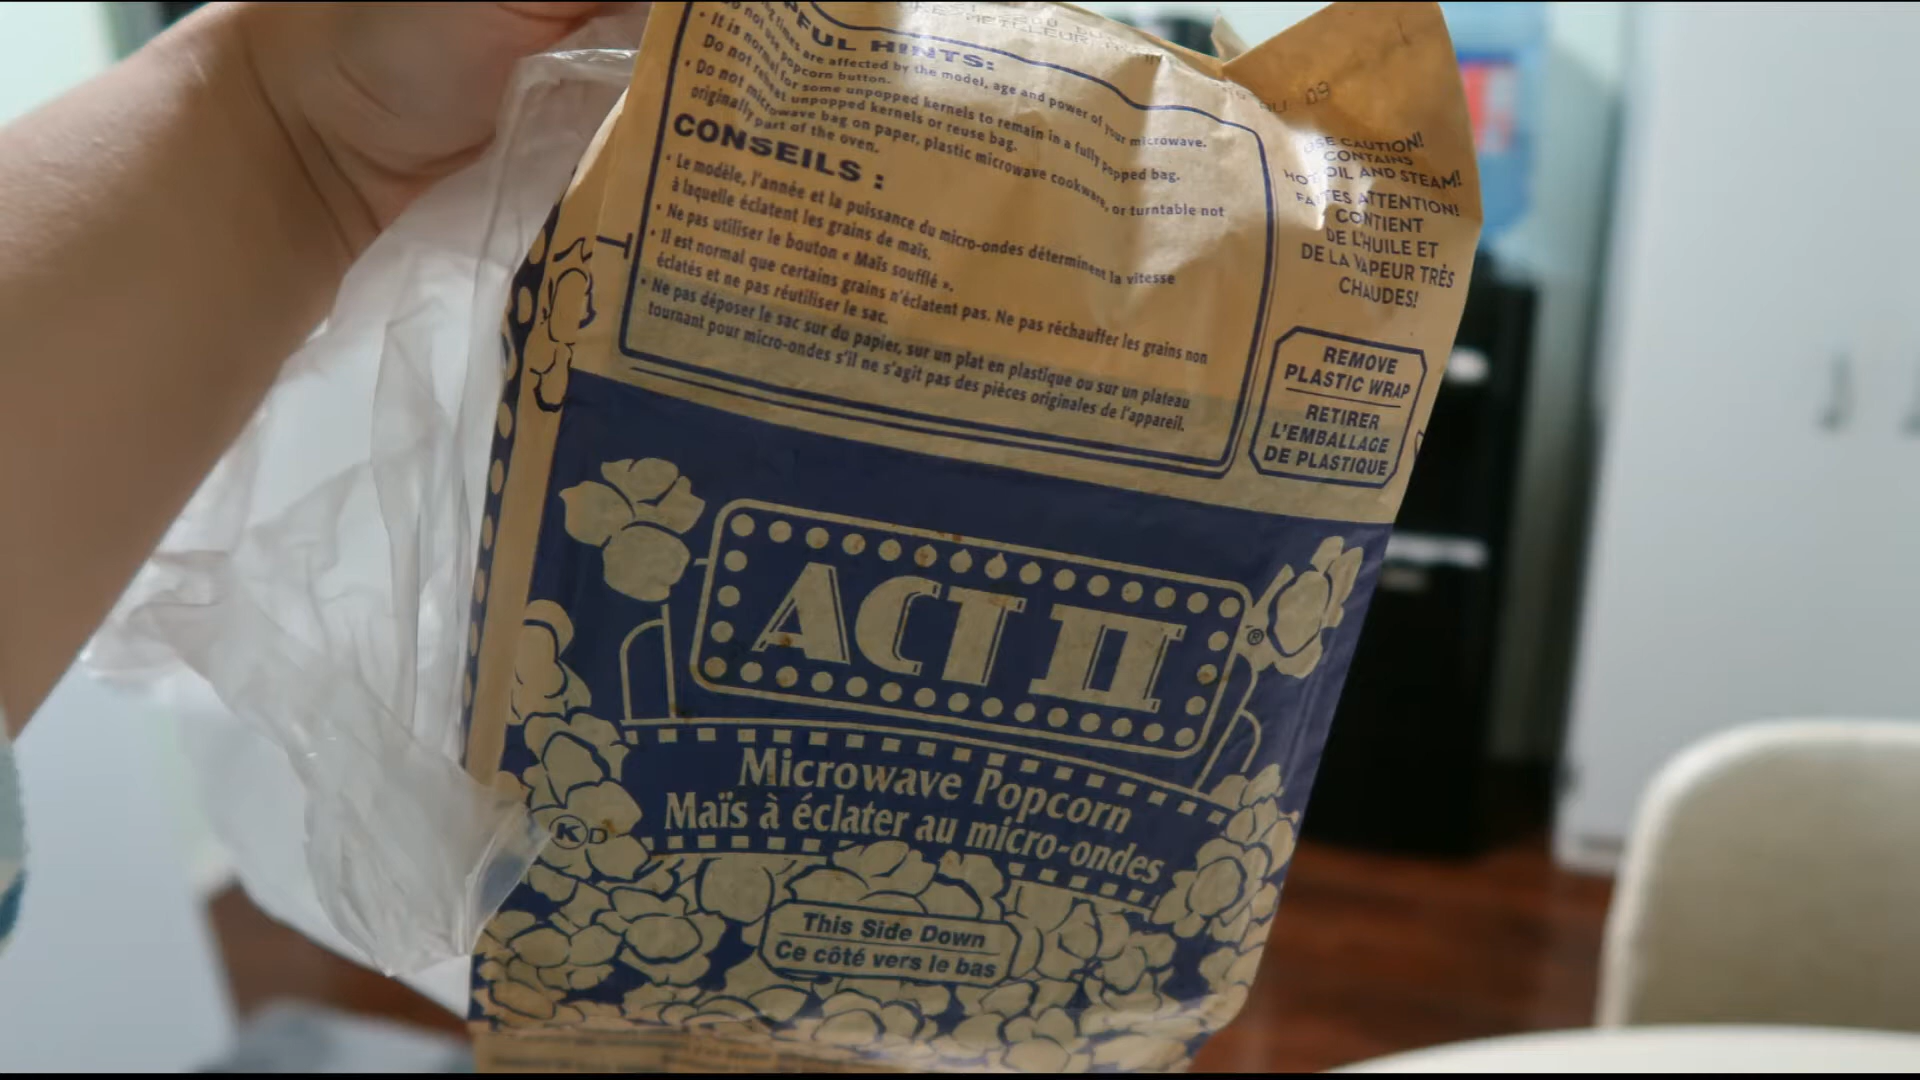 FUL HINTS:
times are affected by the model, age and power of your microwave.
Do not use popcorn button.
• It is normal for some unpopped kernels to remain in a fully popped bag.
Do not reheat unpopped kernels or reuse bag.
• Do not microwave bag on paper, plastic microwave cookware, or turntable not
originally part of the oven.
CONSEILS :
• Le modèle, l'année et la puissance du micro-ondes déterminent la vitesse
à laquelle éclatent les grains de maïs.
• Ne pas utiliser le bouton « Maïs soufflé ».
• Il est normal que certains grains n'éclatent pas. Ne pas réchauffer les grains non
éclatés et ne pas réutiliser le sac.
• Ne pas déposer le sac sur du papier, sur un plat en plastique ou sur un plateau
tournant pour micro-ondes s'il ne s'agit pas des pièces originales de l'appareil.
USE CAUTION!
CONTAINS
HOT OIL AND STEAM!
FAITES ATTENTION!
CONTIENT
DE L'HUILE ET
DE LA VAPEUR TRÈS
CHAUDES!
REMOVE
PLASTIC WRAP
RETIRER
L'EMBALLAGE
DE PLASTIQUE
ACT II ®
Microwave Popcorn
Maïs à éclater au micro-ondes
K D
This Side Down
Ce côté vers le bas